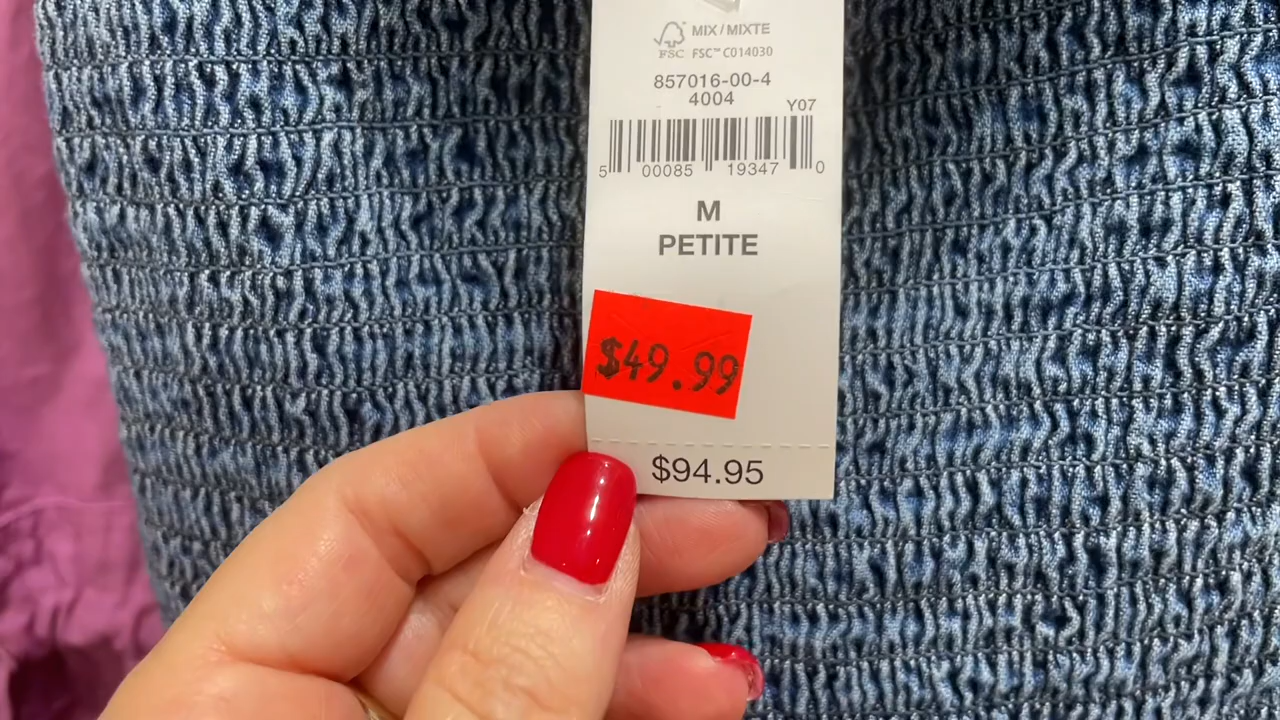 MIX / MIXTE
FSC FSC™ C014030
857016-00-4
4004
Y07
5 00085 19347 0
M
PETITE
$49.99
$94.95